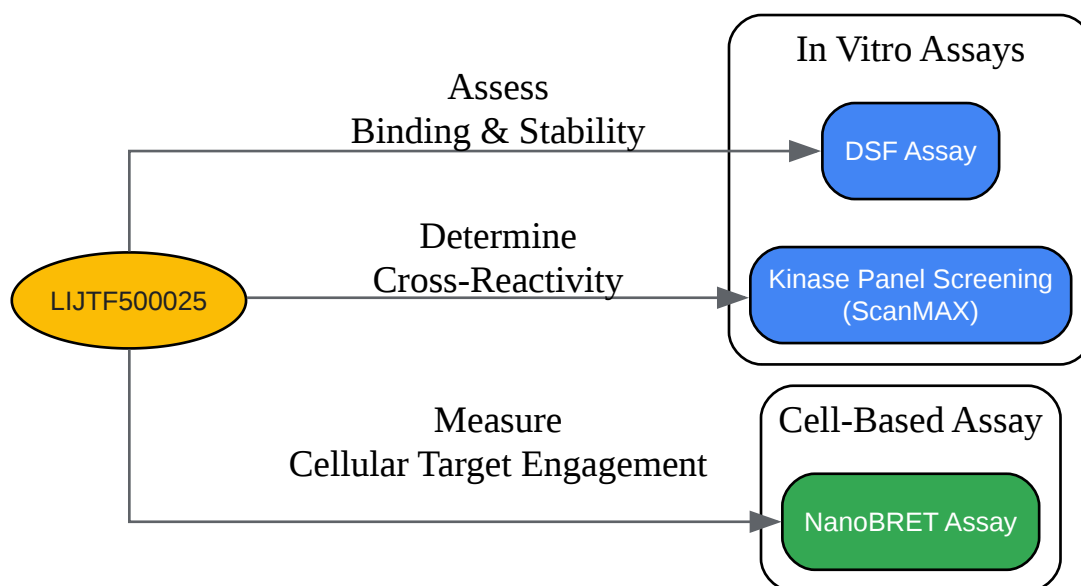 In Vitro Assays
Assess
Binding & Stability
DSF Assay
Determine
Cross-Reactivity
Kinase Panel Screening
(ScanMAX)
LIJTF500025
Measure
Cellular Target Engagement
Cell-Based Assay
NanoBRET Assay